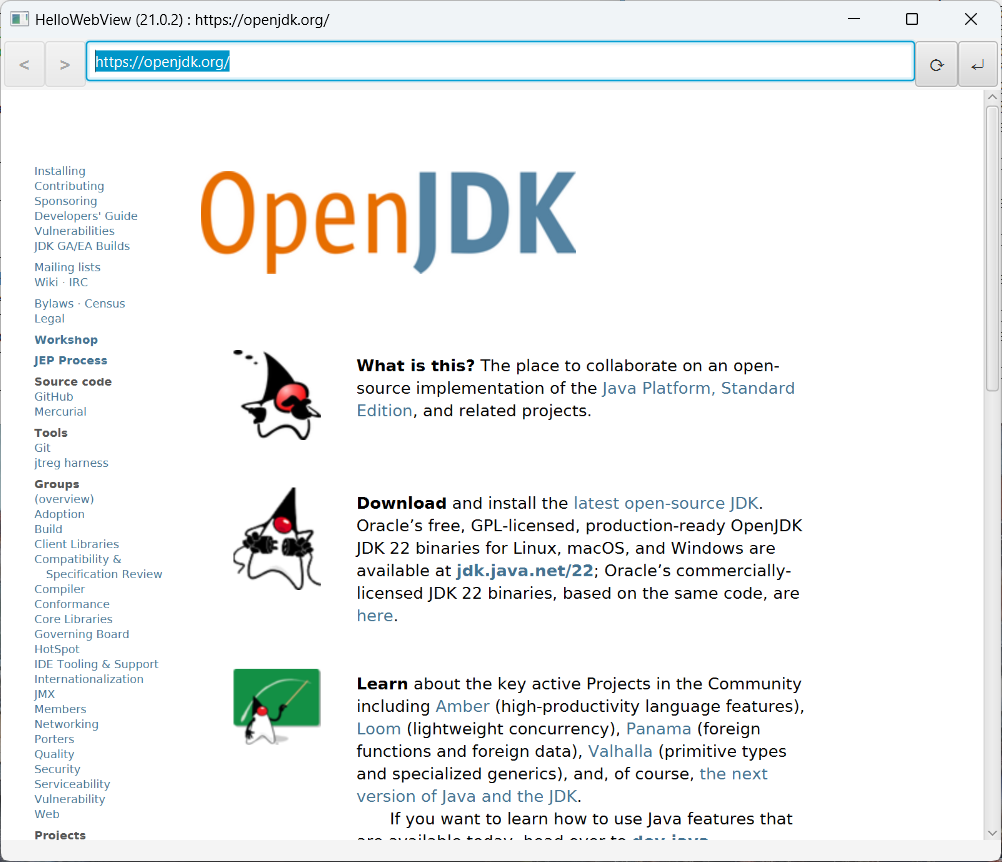 HelloWebView (21.0.2) : https://openjdk.org/
< > https://openjdk.org/
Installing
Contributing
Sponsoring
Developers' Guide
Vulnerabilities
JDK GA/EA Builds
Mailing lists
Wiki · IRC
Bylaws · Census
Legal
Workshop
JEP Process
Source code
GitHub
Mercurial
Tools
Git
jtreg harness
Groups
(overview)
Adoption
Build
Client Libraries
Compatibility &
Specification Review
Compiler
Conformance
Core Libraries
Governing Board
HotSpot
IDE Tooling & Support
Internationalization
JMX
Members
Networking
Porters
Quality
Security
Serviceability
Vulnerability
Web
Projects
OpenJDK
What is this? The place to collaborate on an open-
source implementation of the Java Platform, Standard
Edition, and related projects.
Download and install the latest open-source JDK.
Oracle’s free, GPL-licensed, production-ready OpenJDK
JDK 22 binaries for Linux, macOS, and Windows are
available at jdk.java.net/22; Oracle’s commercially-
licensed JDK 22 binaries, based on the same code, are
here.
Learn about the key active Projects in the Community
including Amber (high-productivity language features),
Loom (lightweight concurrency), Panama (foreign
functions and foreign data), Valhalla (primitive types
and specialized generics), and, of course, the next
version of Java and the JDK.
If you want to learn how to use Java features that
are available today, head over to dev.java.